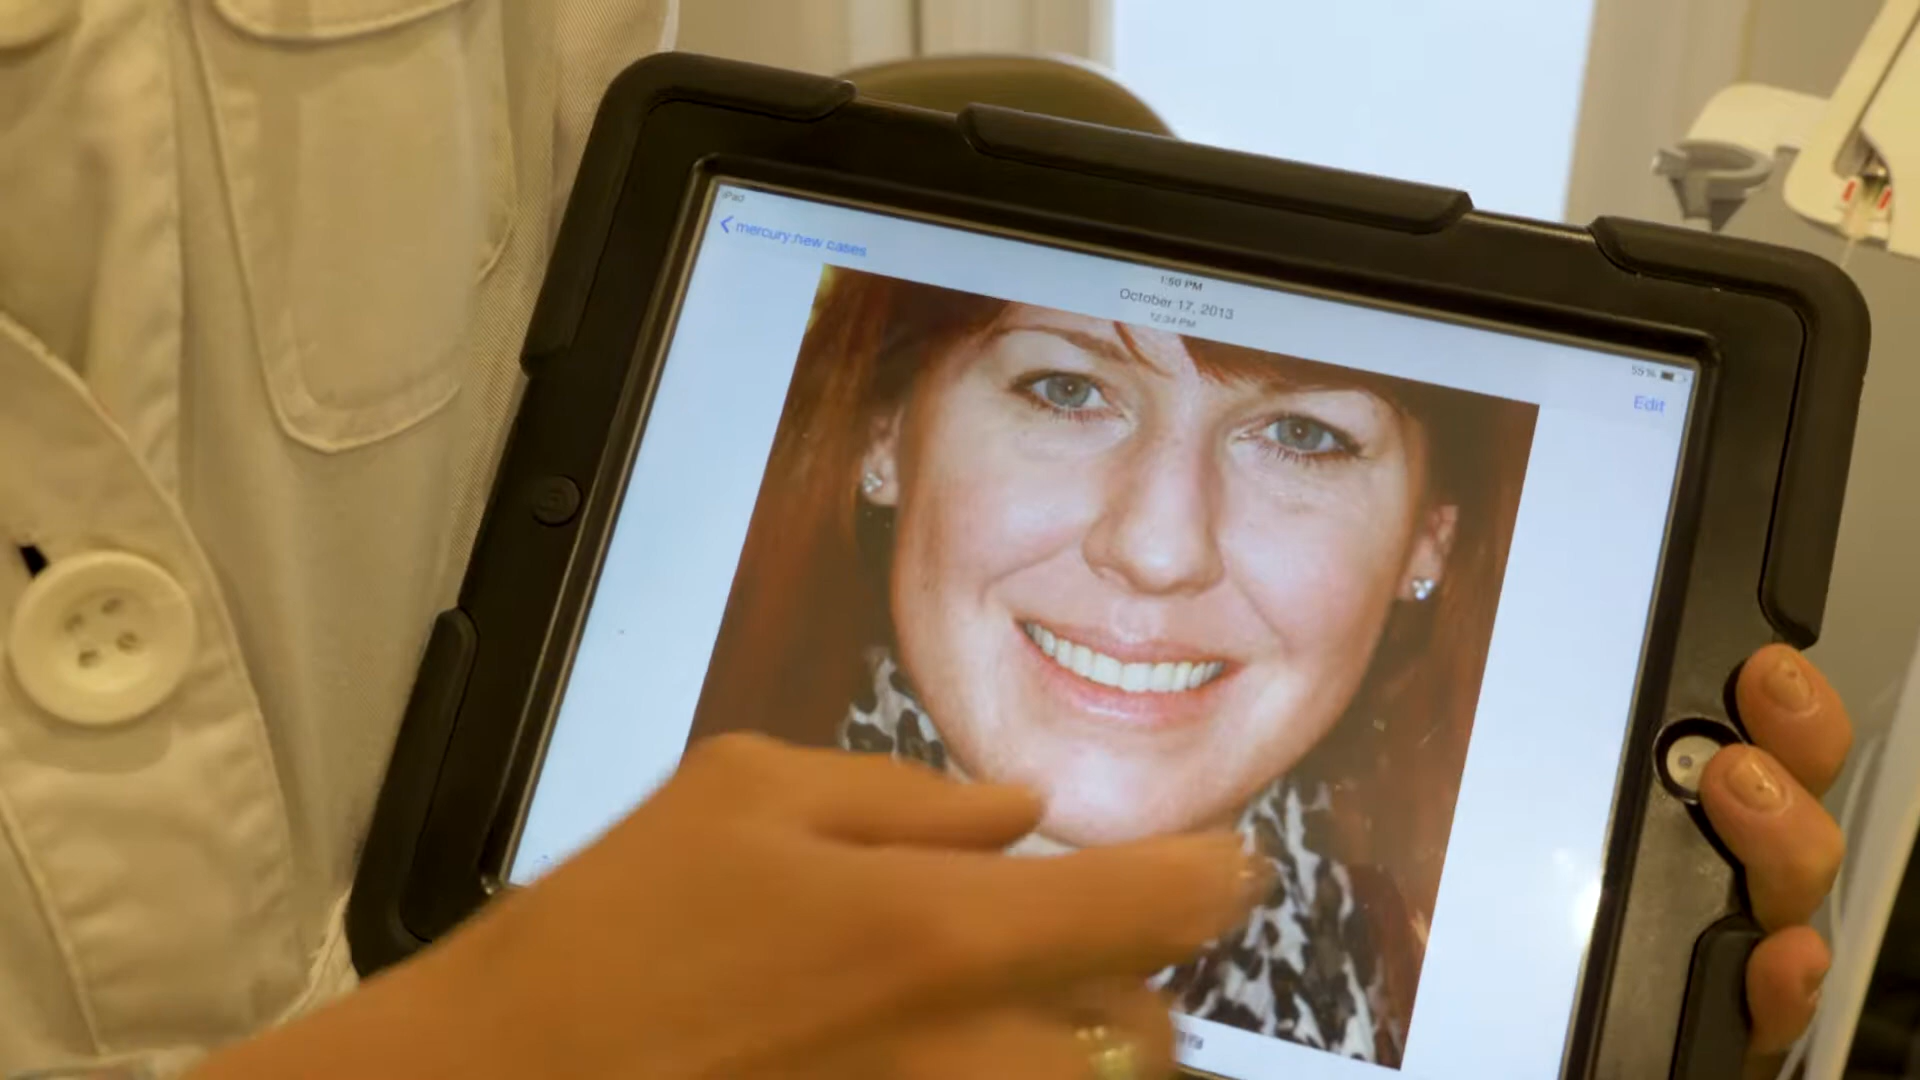 iPad
mercury:new cases
1:50 PM
October 17, 2013
12:34 PM
55%
Edit